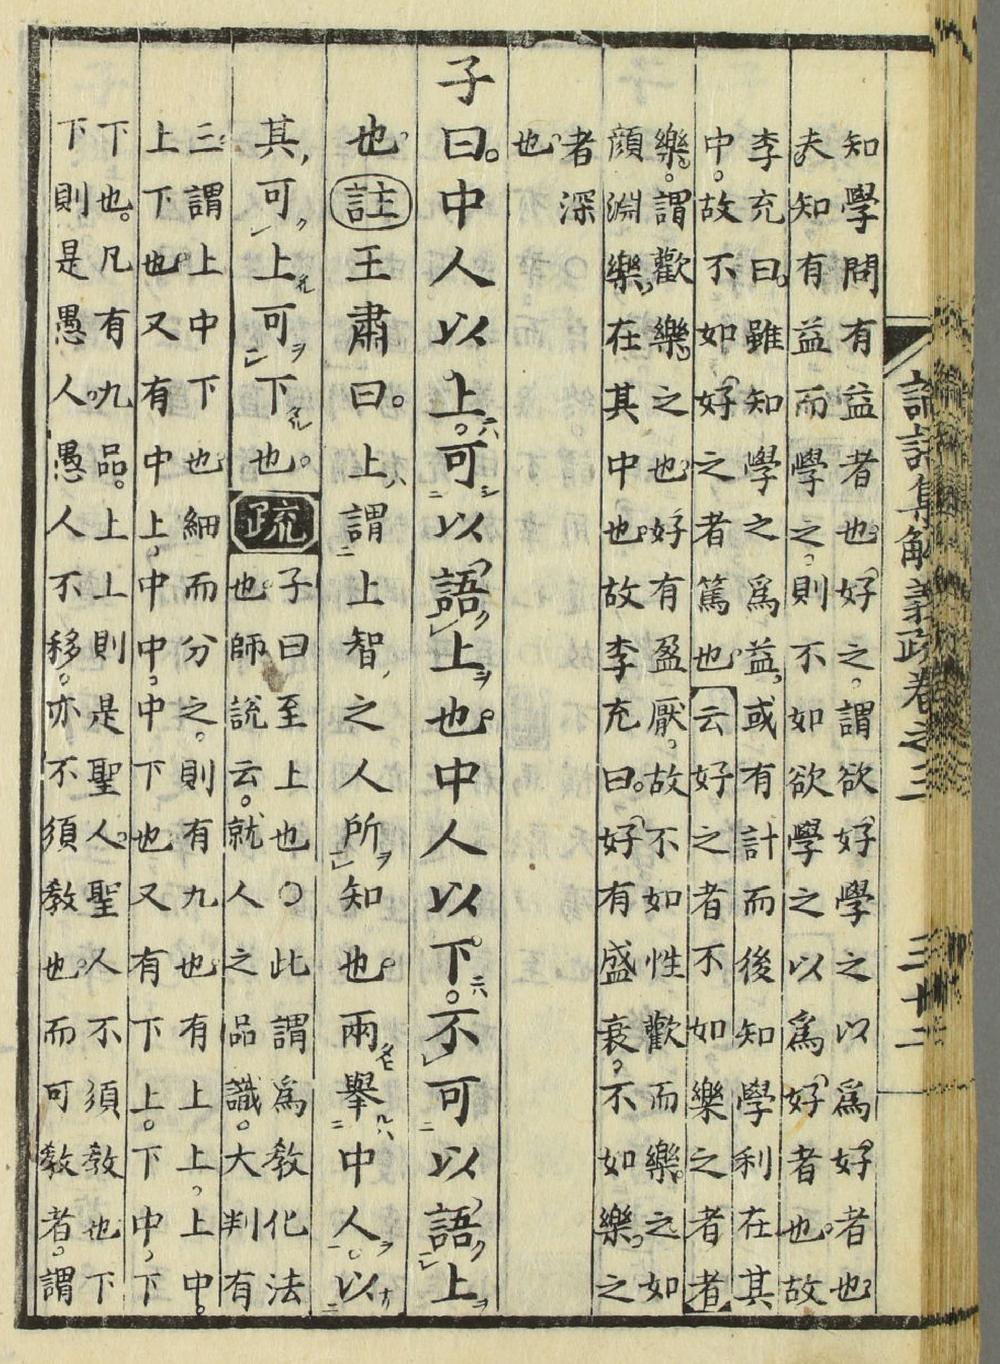 知學問有益者也好之謂欲好學之以爲好者也
夫知有益而學之則不如欲學之以爲好者也故
李充曰雖知學之爲益或有計而後知學利在其
中故不如好之者篤也云好之者不如樂之者者
樂謂歡樂之也好有盈厭故不如性歡而樂之如
顔淵樂在其中也故李充曰好有盛衰不如樂之
者深
也
子曰。中人以上。可以語上也中人以下。不可以語上
也註王肅曰。上謂上智之人所知也兩舉中人。以
其可上可下也。疏
子曰至上也○此謂爲教化法
也師說云。就人之品識。大判有
三謂上中下也細而分之。則有九也有上上上中
上下也又有中上中中中下也又有下上。下中下
下也。凡有九品。上上則是聖人聖人不須教也下
下則是愚人愚人不移。亦不須教也而可教者。謂
論語集解義疏卷之三
三十二